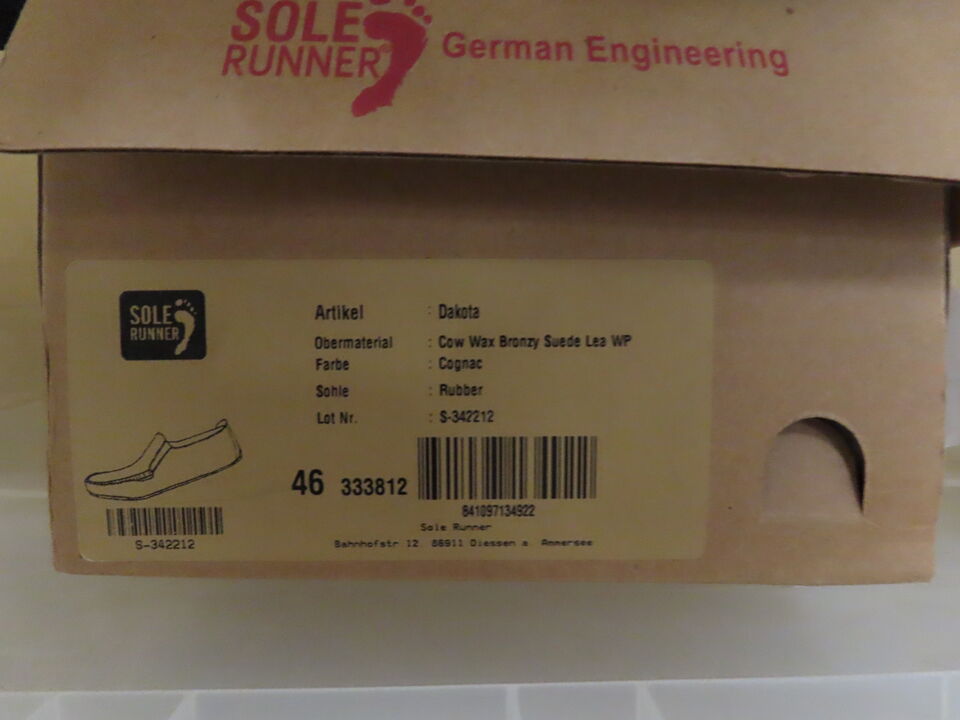 SOLE
RUNNER®
German Engineering
SOLE
RUNNER
Artikel : Dakota
Obermaterial : Cow Wax Bronzy Suede Lea WP
Farbe : Cognac
Sohle : Rubber
Lot Nr. : S-342212
46 333812
841097134922
S-342212
Sole Runner
Bahnhofstr 12 86911 Diessen a. Ammersee